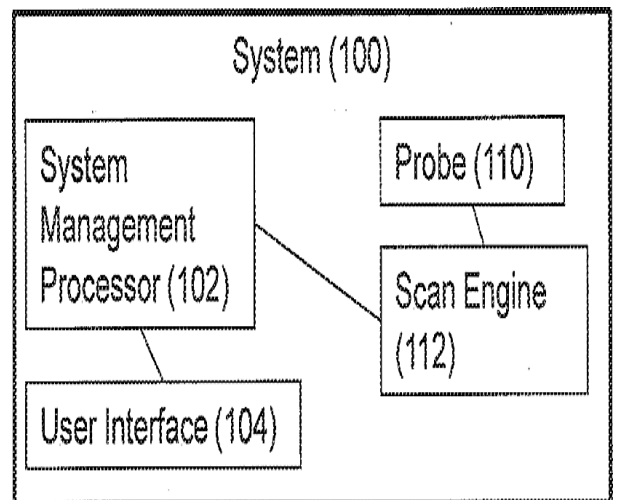 System (100)
System
Management
Processor (102)
Probe (110)
Scan Engine
(112)
User Interface (104)